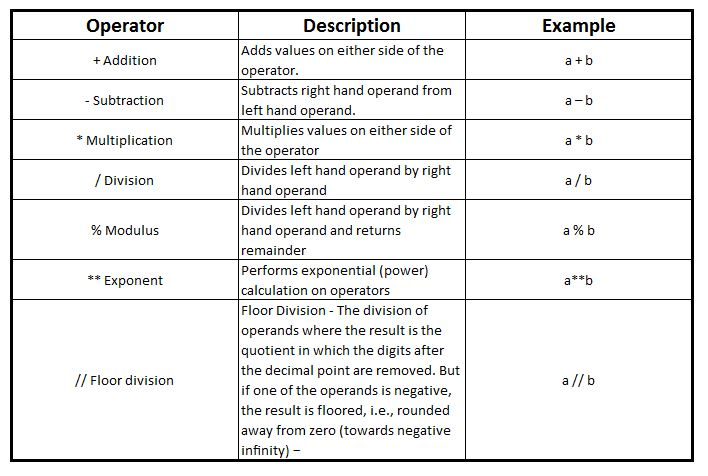 Operator Description Example
+ Addition
Adds values on either side of the
operator.
a + b
- Subtraction
Subtracts right hand operand from
left hand operand.
a – b
* Multiplication
Multiplies values on either side of
the operator
a * b
/ Division
Divides left hand operand by right
hand operand
a / b
% Modulus
Divides left hand operand by right
hand operand and returns
remainder
a % b
** Exponent
Performs exponential (power)
calculation on operators
a**b
// Floor division
Floor Division - The division of
operands where the result is the
quotient in which the digits after
the decimal point are removed. But
if one of the operands is negative,
the result is floored, i.e., rounded
away from zero (towards negative
infinity) −
a // b